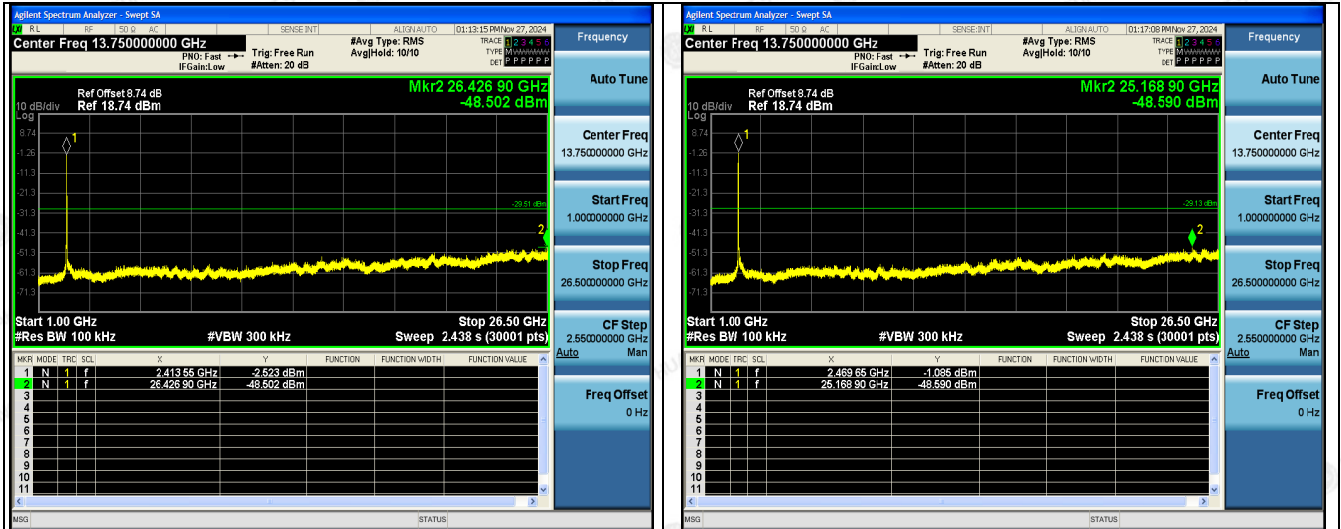 Agilent Spectrum Analyzer - Swept SA
RL RF 50 Ω AC SENSE:INT ALIGN AUTO 01:13:15 PM Nov 27, 2024
Center Freq 13.750000000 GHz
PNO: Fast
IFGain:Low
Trig: Free Run
#Atten: 20 dB
#Avg Type: RMS
Avg|Hold: 10/10
TRACE 1 2 3 4 5 6
TYPE M
DET P P P P P P
Frequency
Auto Tune
Center Freq
13.750000000 GHz
Start Freq
1.000000000 GHz
Stop Freq
26.500000000 GHz
CF Step
2.550000000 GHz
Auto Man
Freq Offset
0 Hz
Mkr2 26.426 90 GHz
-48.502 dBm
Ref Offset 8.74 dB
10 dB/div Ref 18.74 dBm
Log
8.74
-1.26
-11.3
-21.3
-31.3
-41.3
-51.3
-61.3
-71.3
1
2
-29.51 dBm
Start 1.00 GHz Stop 26.50 GHz
#Res BW 100 kHz #VBW 300 kHz Sweep 2.438 s (30001 pts)
MKR MODE TRC SCL X Y FUNCTION FUNCTION WIDTH FUNCTION VALUE
1 N 1 f 2.413 55 GHz -2.523 dBm
2 N 1 f 26.426 90 GHz -48.502 dBm
3
4
5
6
7
8
9
10
11
MSG STATUS
Agilent Spectrum Analyzer - Swept SA
RL RF 50 Ω AC SENSE:INT ALIGN AUTO 01:17:08 PM Nov 27, 2024
Center Freq 13.750000000 GHz
PNO: Fast
IFGain:Low
Trig: Free Run
#Atten: 20 dB
#Avg Type: RMS
Avg|Hold: 10/10
TRACE 1 2 3 4 5 6
TYPE M
DET P P P P P P
Frequency
Auto Tune
Center Freq
13.750000000 GHz
Start Freq
1.000000000 GHz
Stop Freq
26.500000000 GHz
CF Step
2.550000000 GHz
Auto Man
Freq Offset
0 Hz
Mkr2 25.168 90 GHz
-48.590 dBm
Ref Offset 8.74 dB
10 dB/div Ref 18.74 dBm
Log
8.74
-1.26
-11.3
-21.3
-31.3
-41.3
-51.3
-61.3
-71.3
1
2
-29.13 dBm
Start 1.00 GHz Stop 26.50 GHz
#Res BW 100 kHz #VBW 300 kHz Sweep 2.438 s (30001 pts)
MKR MODE TRC SCL X Y FUNCTION FUNCTION WIDTH FUNCTION VALUE
1 N 1 f 2.469 65 GHz -1.085 dBm
2 N 1 f 25.168 90 GHz -48.590 dBm
3
4
5
6
7
8
9
10
11
MSG STATUS